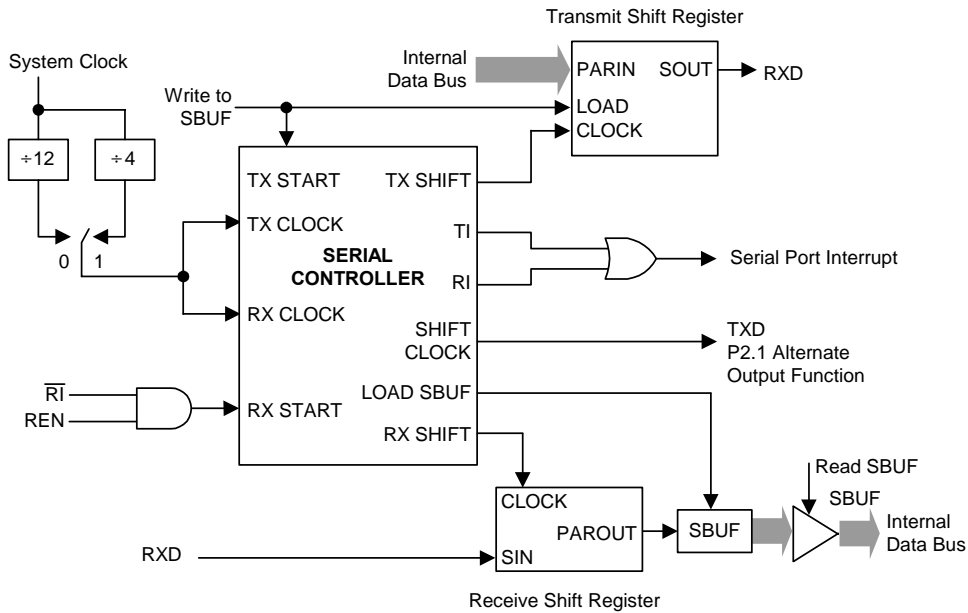 Transmit Shift Register
System Clock
Internal
Data Bus
PARIN SOUT
RXD
Write to
SBUF
LOAD
CLOCK
÷12
÷4
TX START
TX SHIFT
TX CLOCK
TI
0 1
SERIAL
CONTROLLER
Serial Port Interrupt
RI
RX CLOCK
SHIFT
CLOCK
TXD
P2.1 Alternate
Output Function
R̅I̅
REN
RX START
LOAD SBUF
RX SHIFT
Read SBUF
CLOCK
SBUF
PAROUT
SBUF
Internal
Data Bus
RXD
SIN
Receive Shift Register